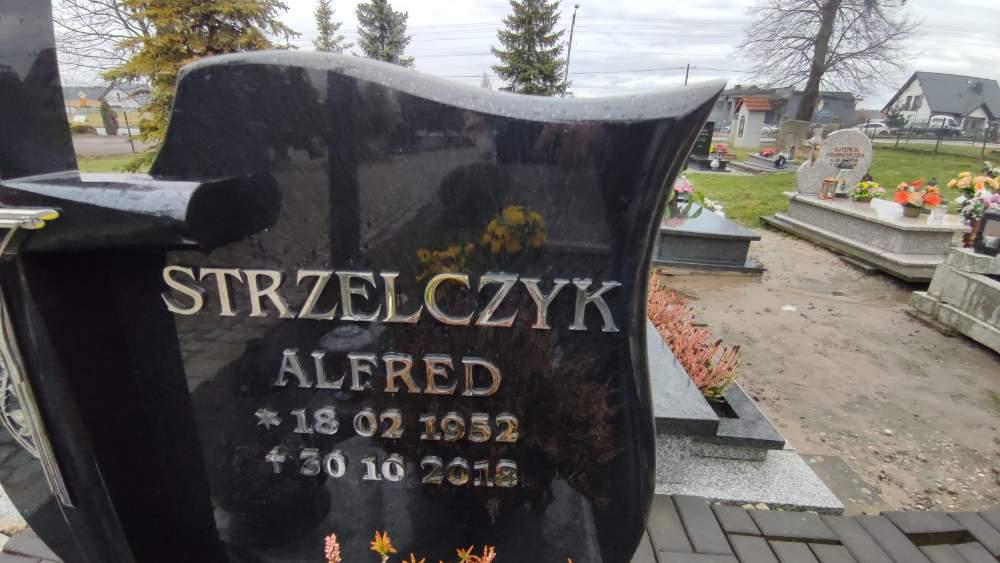 STRZELCZYK
ALFRED
* 18 02 1952
✝ 30 10 2018